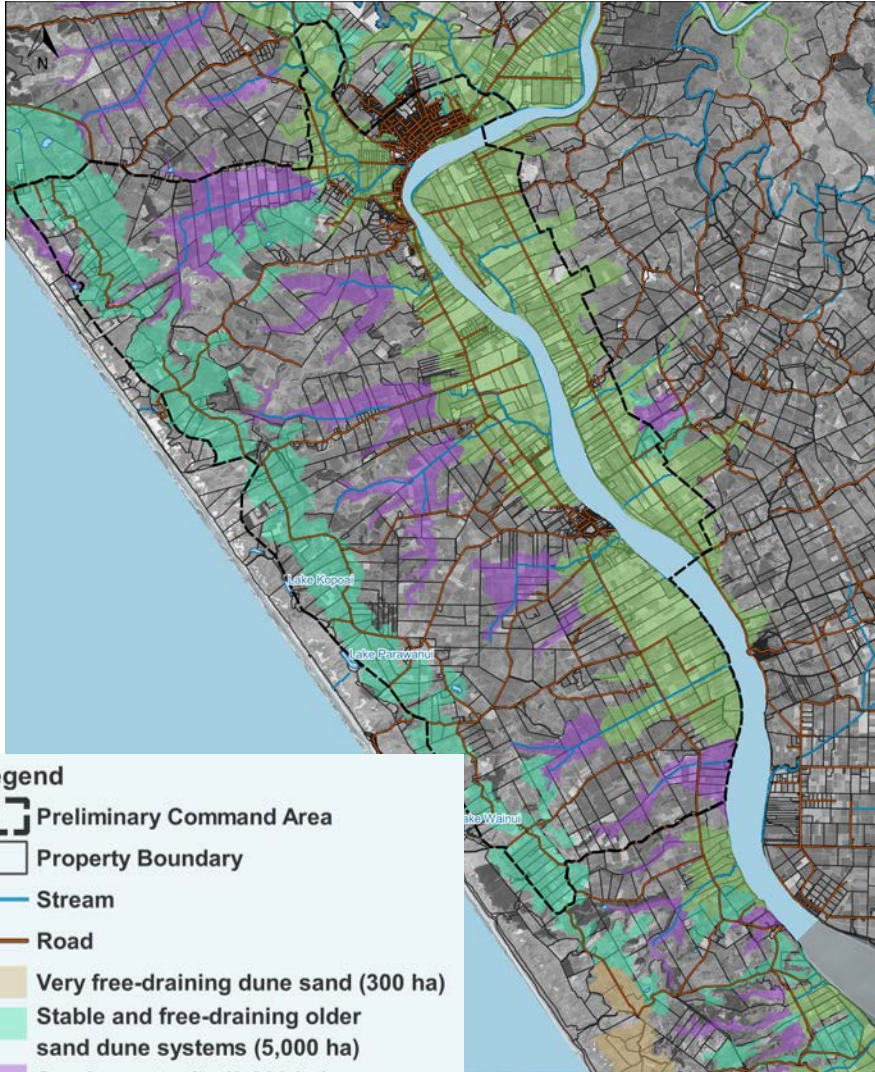 N
Lake Kopoai
Lake Parawanui
ake Wainui
egend
Preliminary Command Area
Property Boundary
Stream
Road
Very free-draining dune sand (300 ha)
Stable and free-draining older
sand dune systems (5,000 ha)